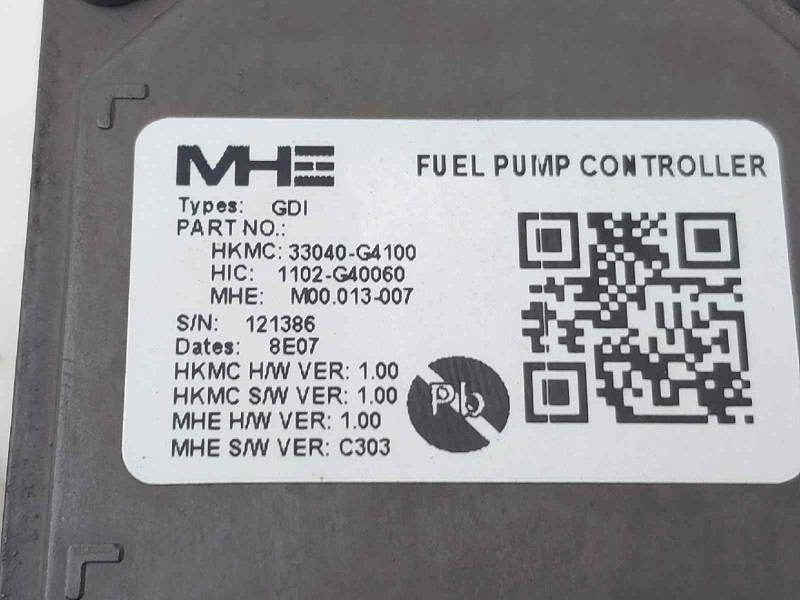 MHE
FUEL PUMP CONTROLLER
Types: GDI
PART NO.:
HKMC: 33040-G4100
HIC: 1102-G40060
MHE: M00.013-007
S/N: 121386
Dates: 8E07
HKMC H/W VER: 1.00
HKMC S/W VER: 1.00
MHE H/W VER: 1.00
MHE S/W VER: C303
Pb